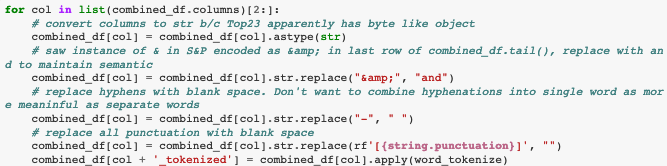 for col in list(combined_df.columns)[2:]:
    # convert columns to str b/c Top23 apparently has byte like object
    combined_df[col] = combined_df[col].astype(str)
    # saw instance of & in S&P encoded as &amp; in last row of combined_df.tail(), replace with an
d to maintain semantic
    combined_df[col] = combined_df[col].str.replace("&amp;", "and")
    # replace hyphens with blank space. Don't want to combine hyphenations into single word as mor
e meaninful as separate words
    combined_df[col] = combined_df[col].str.replace("-", " ")
    # replace all punctuation with blank space
    combined_df[col] = combined_df[col].str.replace(rf'[{string.punctuation}]', "")
    combined_df[col + '_tokenized'] = combined_df[col].apply(word_tokenize)